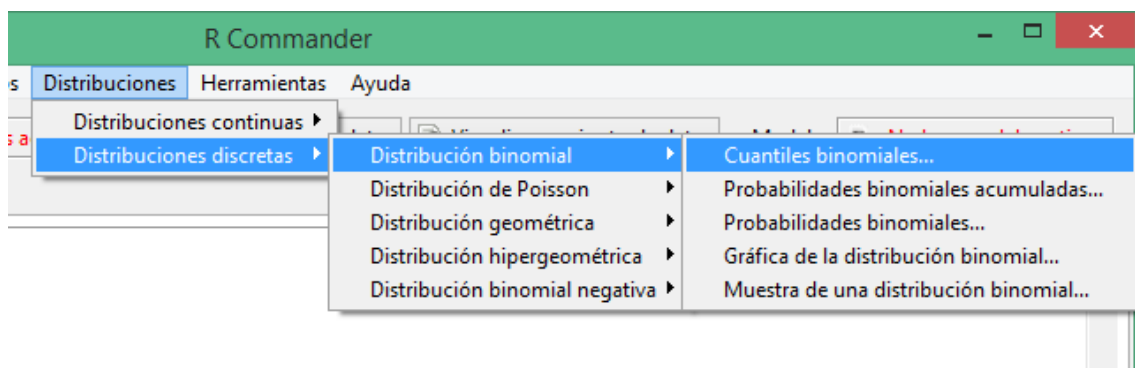 R Commander
s Distribuciones Herramientas Ayuda
Distribuciones continuas
s a
Distribuciones discretas
Distribución binomial
Distribución de Poisson
Distribución geométrica
Distribución hipergeométrica
Distribución binomial negativa
Cuantiles binomiales...
Probabilidades binomiales acumuladas...
Probabilidades binomiales...
Gráfica de la distribución binomial...
Muestra de una distribución binomial...